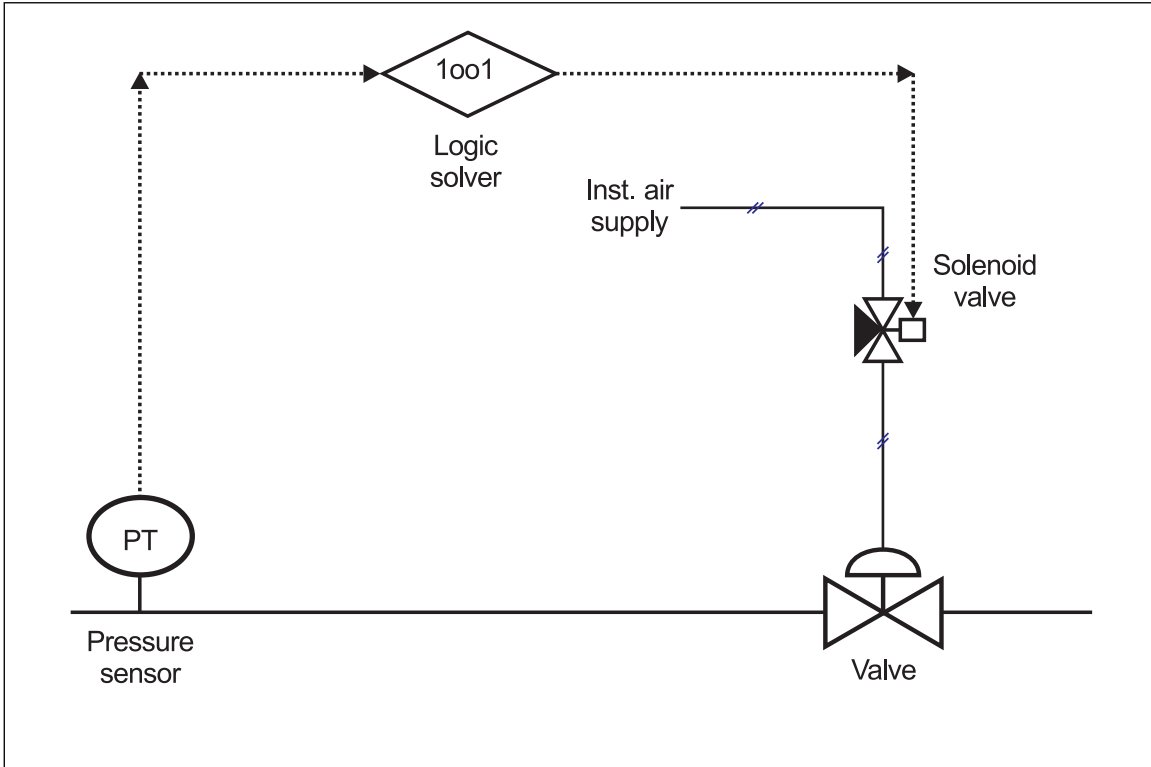 1oo1
Logic
solver
Inst. air
supply
Solenoid
valve
PT
Pressure
sensor
Valve